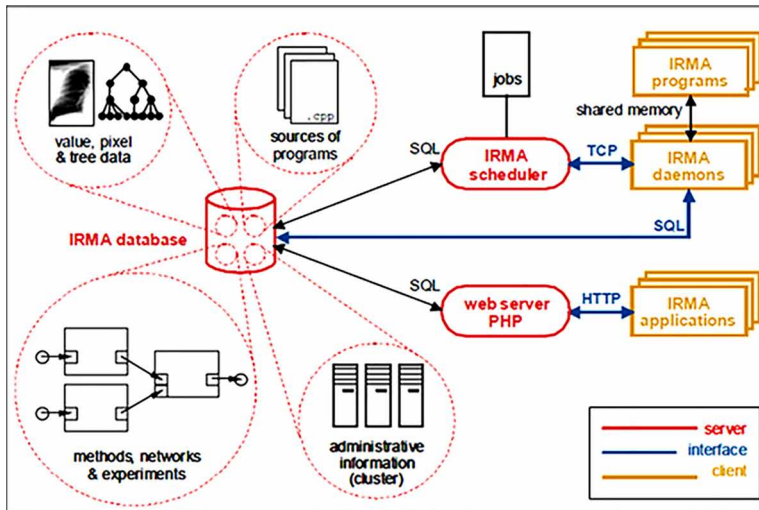 jobs
IRMA
programs
shared memory
value, pixel
& tree data
.cpp
sources of
programs
SQL
IRMA
scheduler
TCP
IRMA
daemons
IRMA database
SQL
SQL
web server
PHP
HTTP
IRMA
applications
methods, networks
& experiments
administrative
information
(cluster)
server
interface
client